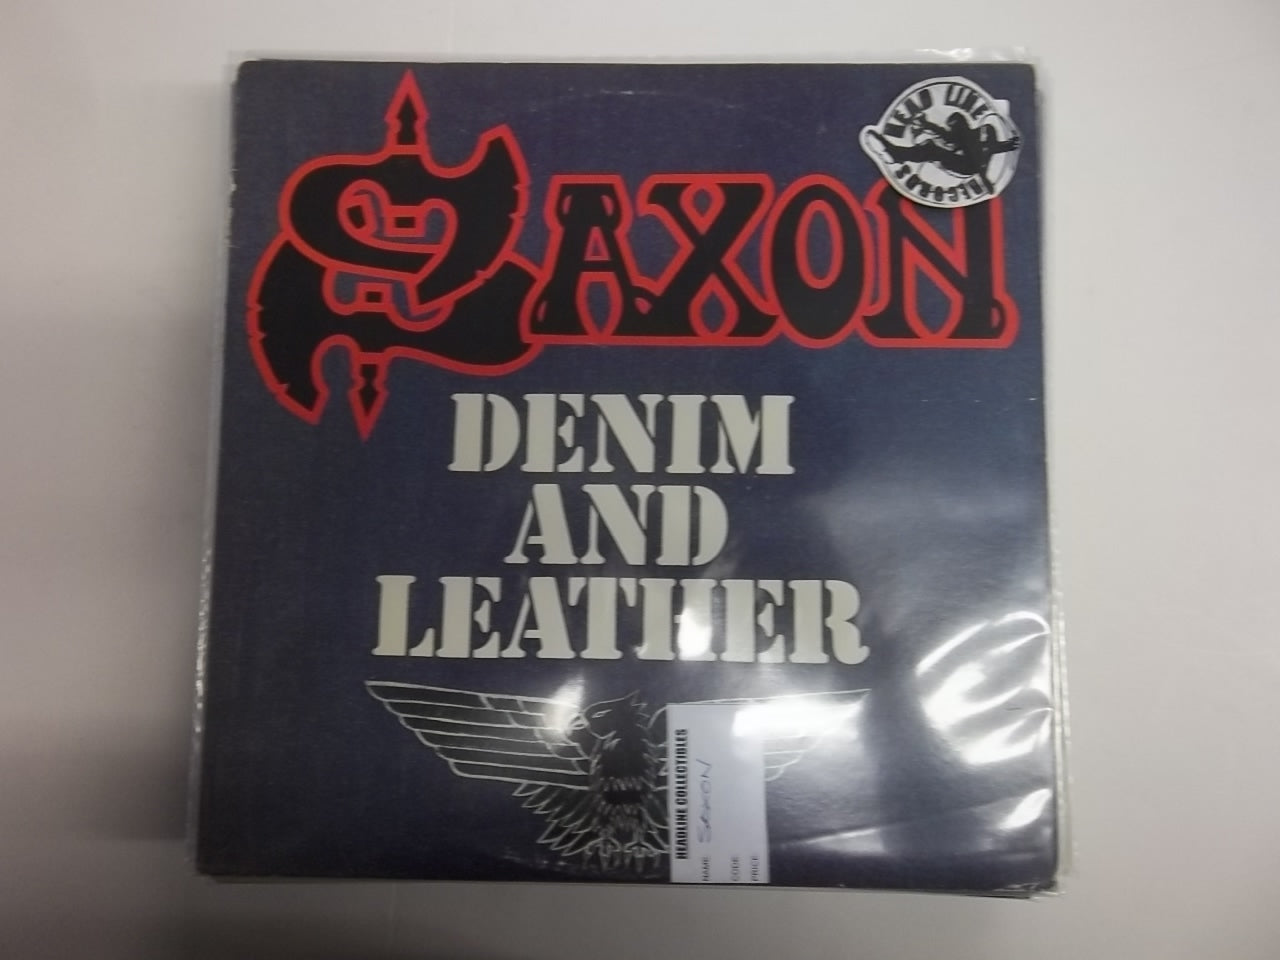 SAXON
HEAD LINE
RECORDS
DENIM
AND
LEATHER
HEADLINE COLLECTIBLES
NAME SAXON
CODE
PRICE